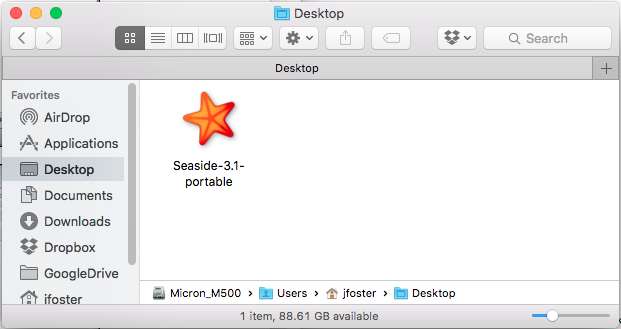 Desktop
Search
Desktop
Favorites
AirDrop
Applications
Desktop
Documents
Downloads
Dropbox
GoogleDrive
jfoster
Seaside-3.1-
portable
Micron_M500 › Users › jfoster › Desktop
1 item, 88.61 GB available